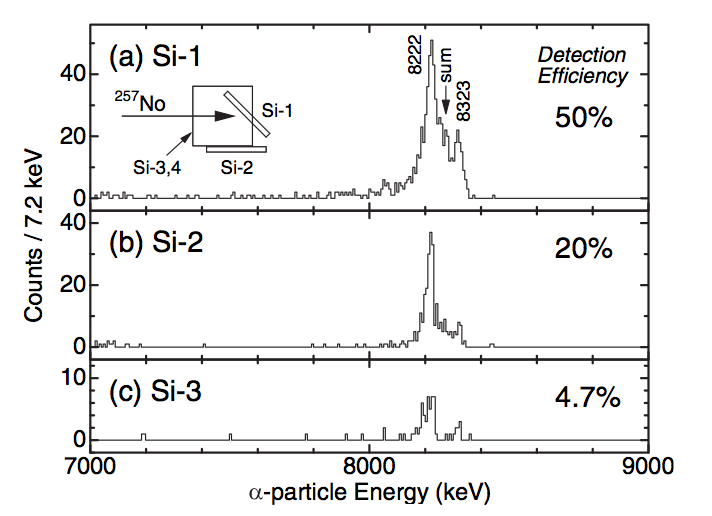 (a) Si-1
8222
sum
8323
Detection
Efficiency
50%
257No
Si-1
Si-3,4
Si-2
40
20
0
(b) Si-2
20%
40
20
0
(c) Si-3
4.7%
10
0
7000
8000
9000
Counts / 7.2 keV
α-particle Energy (keV)